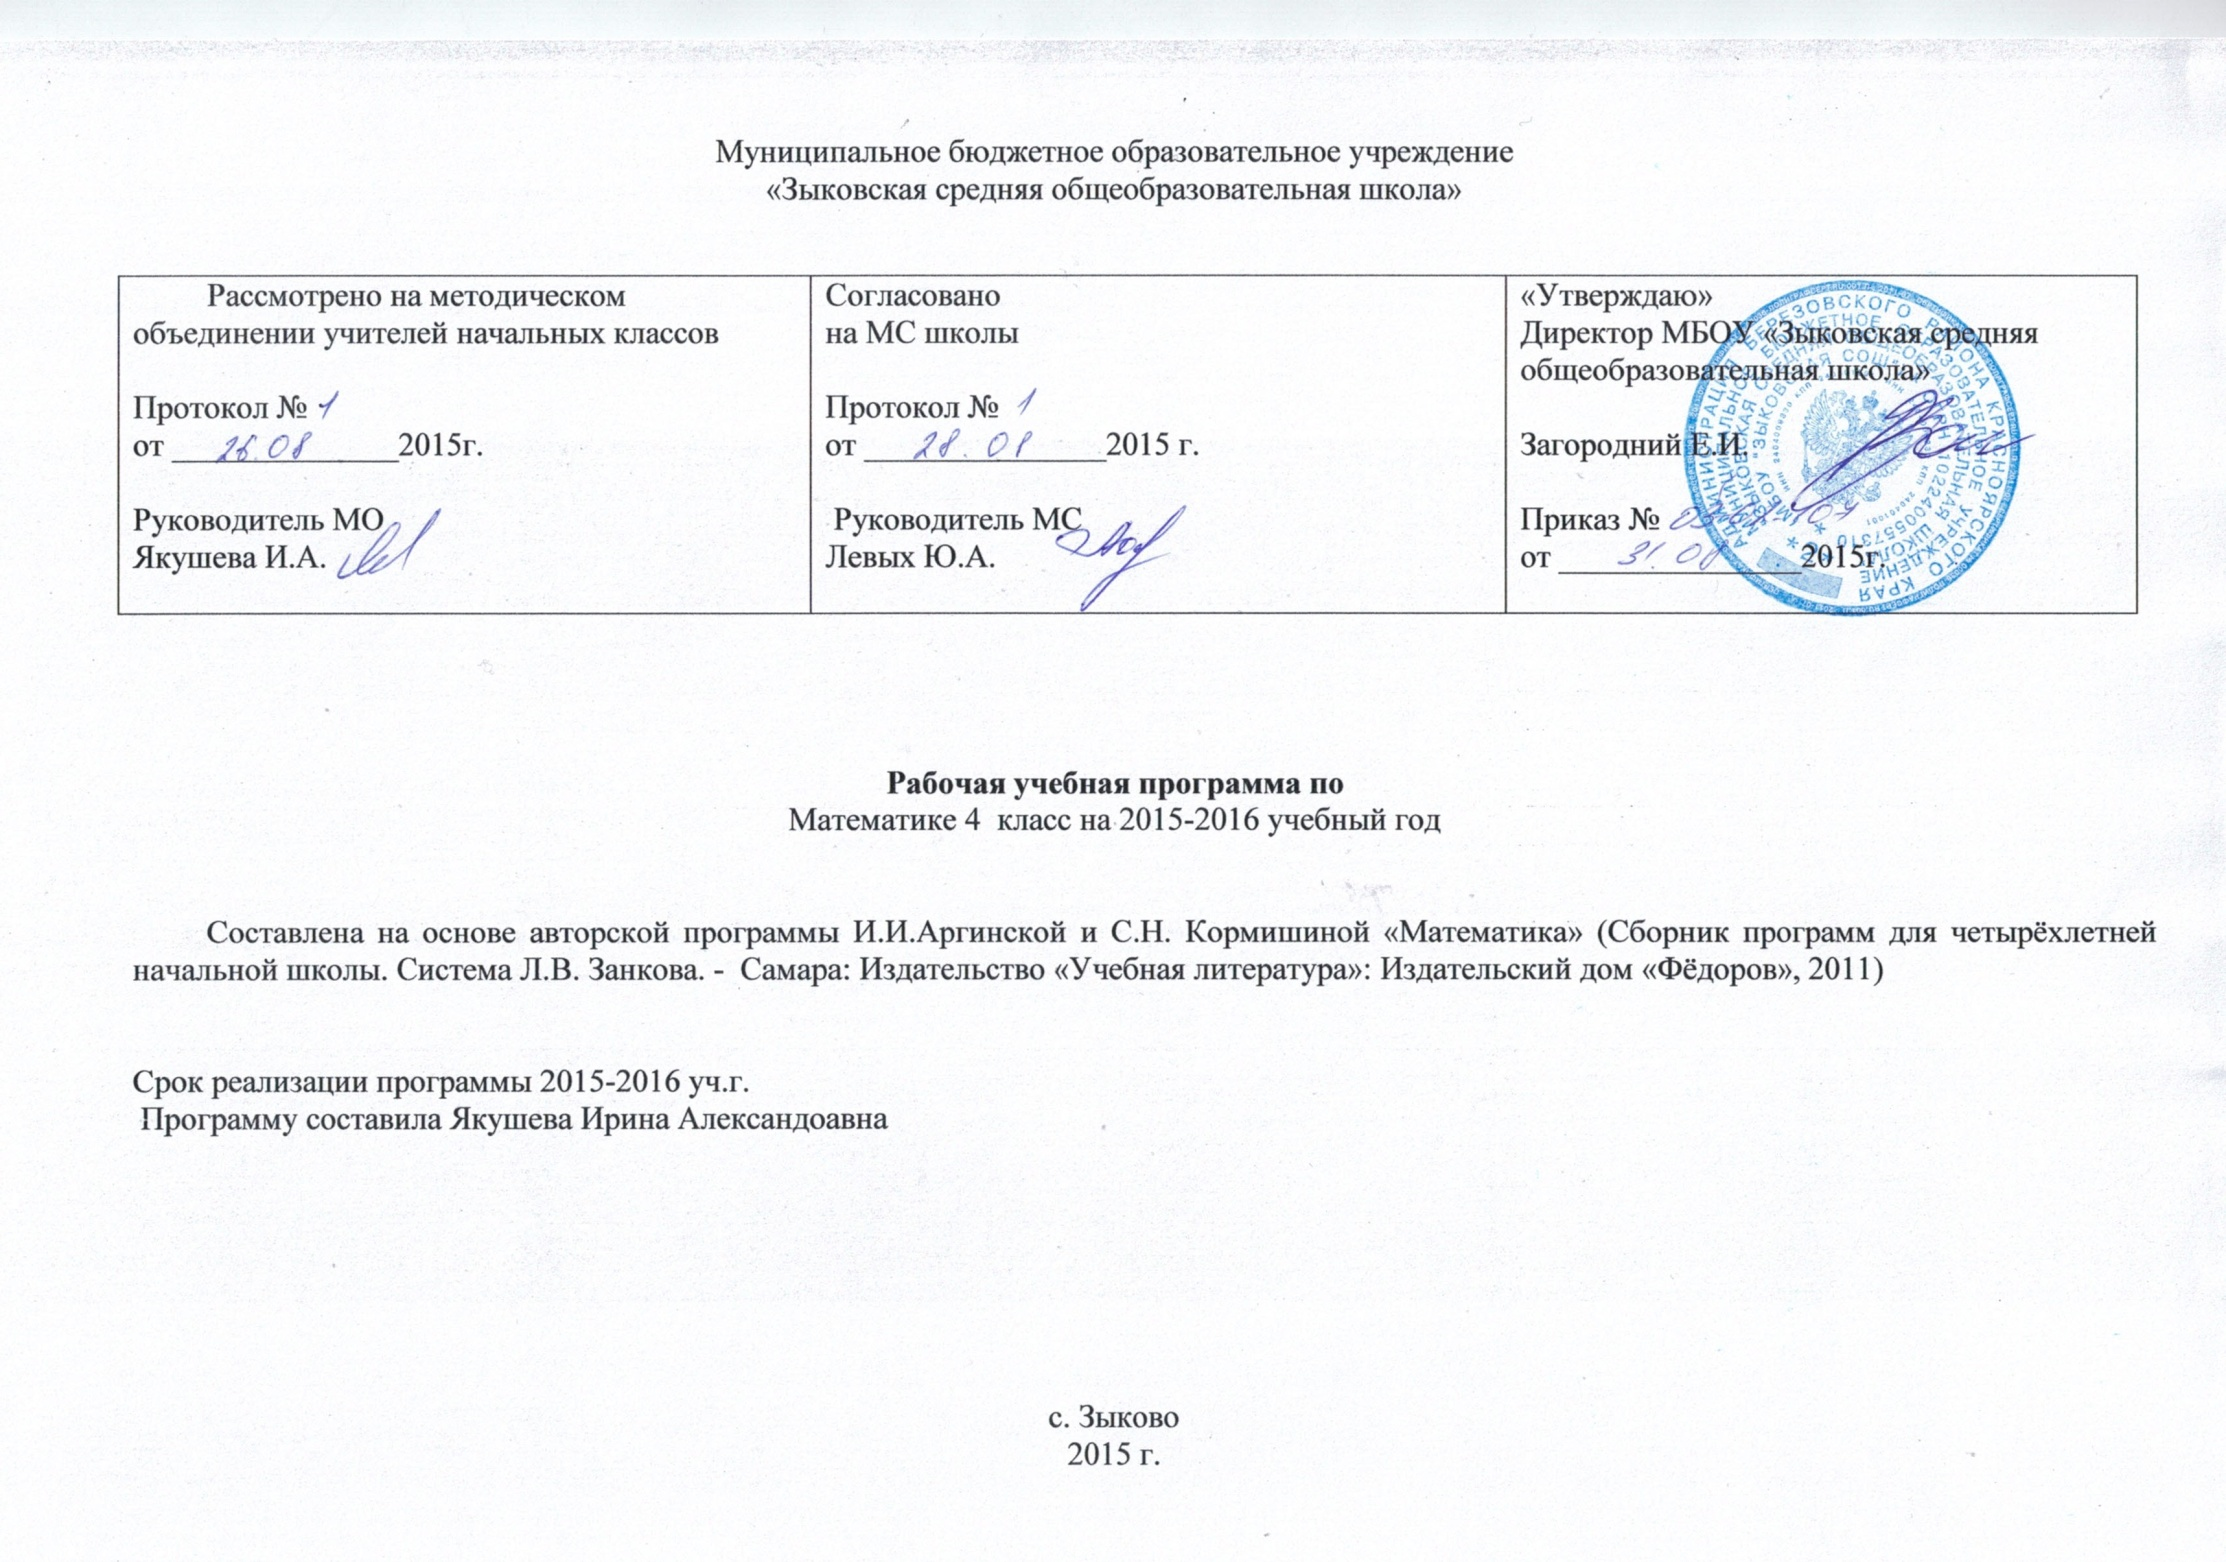 Муниципальное бюджетное образовательное учреждение
«Зыковская средняя общеобразовательная школа»
Рассмотрено на методическом
объединении учителей начальных классов
Протокол № 1
от 26.08 2015г.
Руководитель МО
Якушева И.А.
Согласовано
на МС школы
Протокол № 1
от 28.08 2015 г.
Руководитель МС
Левых Ю.А.
«Утверждаю»
Директор МБОУ «Зыковская средняя
общеобразовательная школа»
Загородний Е.И.
Приказ №
от 31.08 2015г.
АДМИНИСТРАЦИЯ БЕРЕЗОВСКОГО РАЙОНА КРАСНОЯРСКОГО КРАЯ
Рабочая учебная программа по
Математике 4 класс на 2015-2016 учебный год
Составлена на основе авторской программы И.И.Аргинской и С.Н. Кормишиной «Математика» (Сборник программ для четырёхлетней
начальной школы. Система Л.В. Занкова. - Самара: Издательство «Учебная литература»: Издательский дом «Фёдоров», 2011)
Срок реализации программы 2015-2016 уч.г.
Программу составила Якушева Ирина Александоавна
с. Зыково
2015 г.